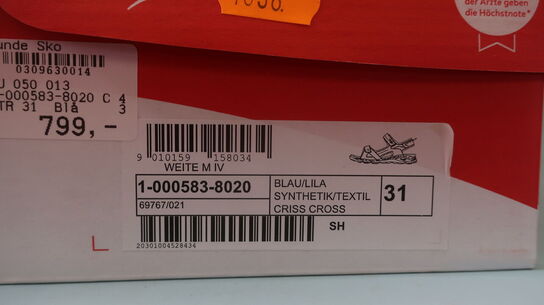 der Ärzte geben
die Höchstnote*
unde Sko
0309630014
050 013
-000583-8020 C 4
TR 31 Blå 3
799,-
9 010159 158034
WEITE M IV
1-000583-8020
BLAU/LILA
SYNTHETIK/TEXTIL
CRISS CROSS
31
69767/021
SH
20301004528434